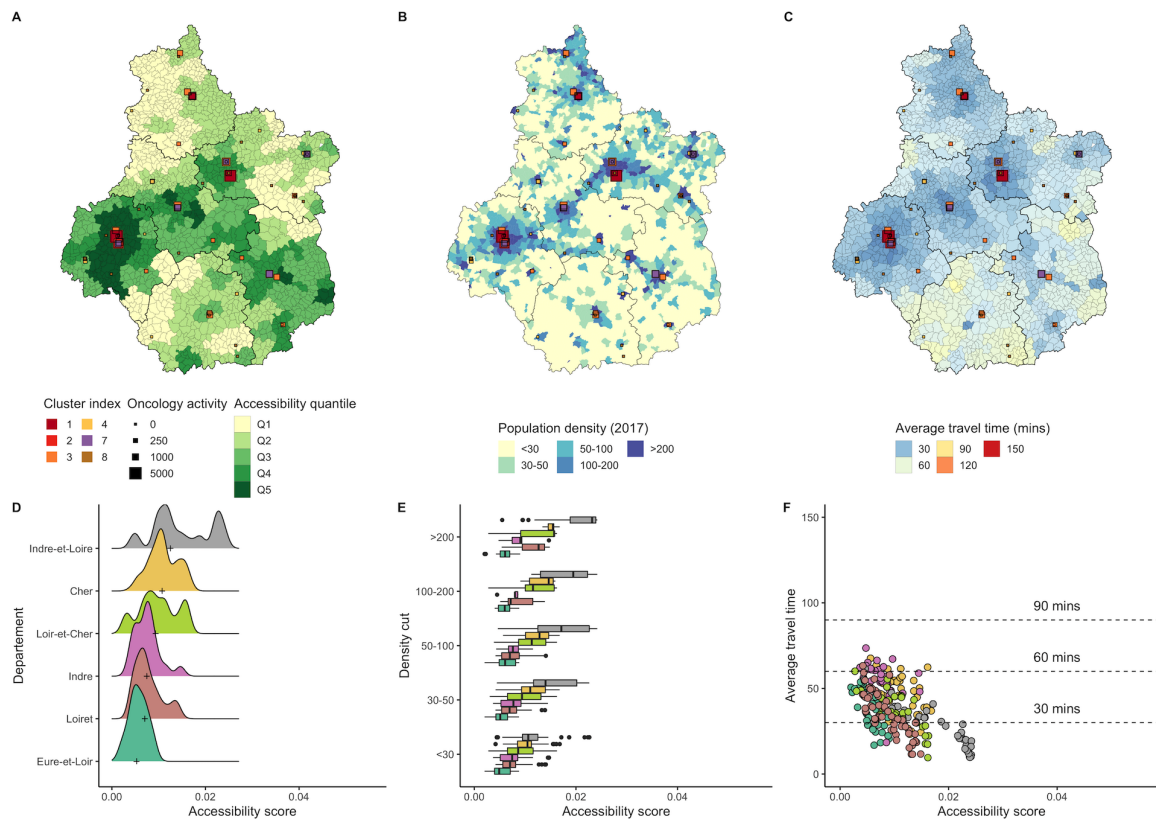 A
B
C
Cluster index
1
4
2
7
3
8
Oncology activity
0
250
1000
5000
Accessibility quantile
Q1
Q2
Q3
Q4
Q5
Population density (2017)
<30
50-100
>200
30-50
100-200
Average travel time (mins)
30
90
150
60
120
D
Departement
Indre-et-Loire
Cher
Loir-et-Cher
Indre
Loiret
Eure-et-Loir
0.00
0.02
0.04
Accessibility score
E
Density cut
>200
100-200
50-100
30-50
<30
0.00
0.02
0.04
Accessibility score
F
Average travel time
150
100
50
0
90 mins
60 mins
30 mins
0.00
0.02
0.04
Accessibility score